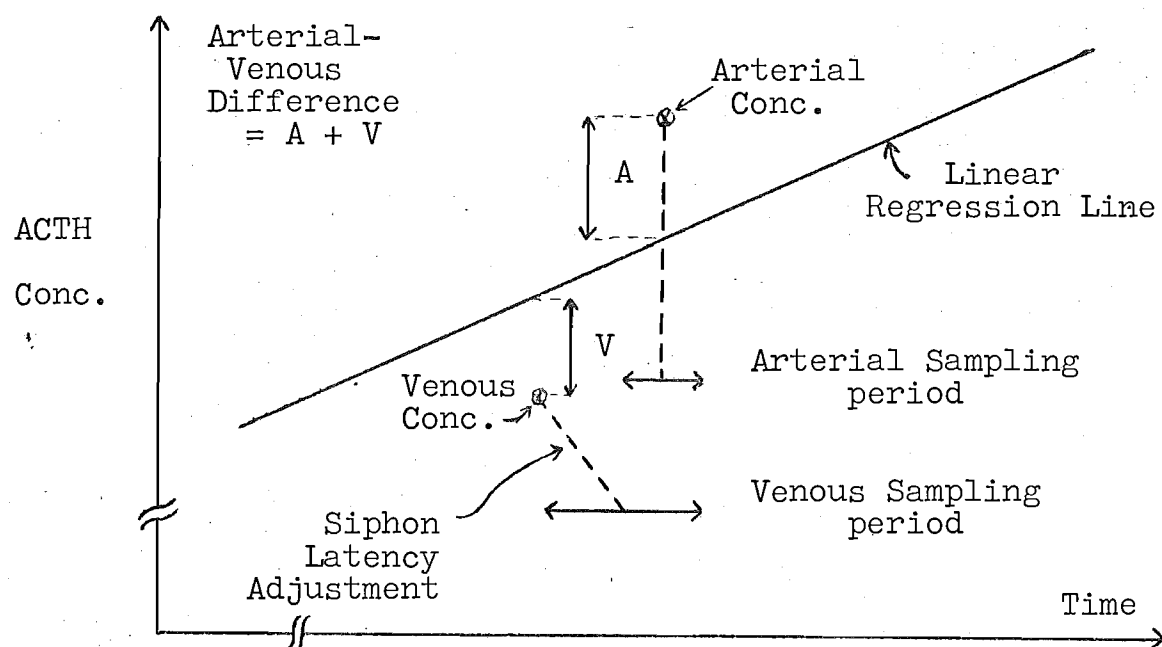 Arterial-
Venous
Difference
= A + V
Arterial
Conc.
A
Linear
Regression Line
ACTH
Conc.
V
Arterial Sampling
period
Venous
Conc.
Venous Sampling
period
Siphon
Latency
Adjustment
Time